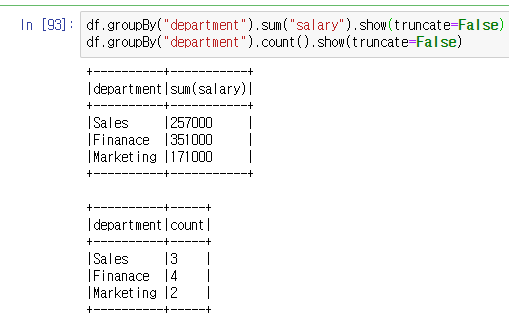 In [93]: df.groupBy("department").sum("salary").show(truncate=False)
df.groupBy("department").count().show(truncate=False)
+----------+-----------+
|department|sum(salary)|
+----------+-----------+
|Sales     |257000     |
|Finanace  |351000     |
|Marketing |171000     |
+----------+-----------+
+----------+-----+
|department|count|
+----------+-----+
|Sales     |3    |
|Finanace  |4    |
|Marketing |2    |
+----------+-----+